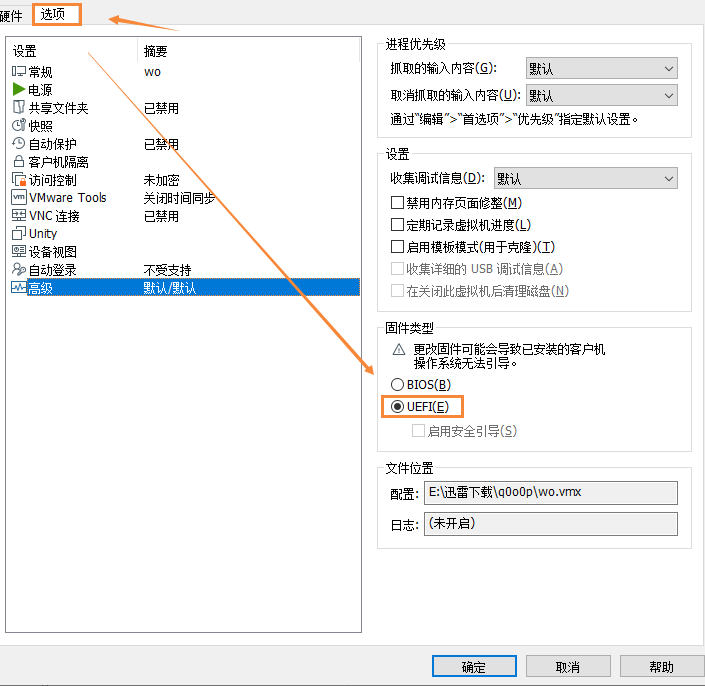 硬件 选项
设置 摘要
常规 wo
电源
共享文件夹 已禁用
快照
自动保护 已禁用
客户机隔离
访问控制 未加密
vm VMware Tools 关闭时间同步
VNC 连接 已禁用
Unity
设备视图
自动登录 不受支持
高级 默认/默认
进程优先级
抓取的输入内容(G): 默认
取消抓取的输入内容(U): 默认
通过“编辑”>“首选项”>“优先级”指定默认设置。
设置
收集调试信息(D): 默认
禁用内存页面修整(M)
定期记录虚拟机进度(L)
启用模板模式(用于克隆)(T)
收集详细的 USB 调试信息(A)
在关闭此虚拟机后清理磁盘(N)
固件类型
更改固件可能会导致已安装的客户机
操作系统无法引导。
BIOS(B)
UEFI(E)
启用安全引导(S)
文件位置
配置: E:\迅雷下载\q0o0p\wo.vmx
日志: (未开启)
确定 取消 帮助